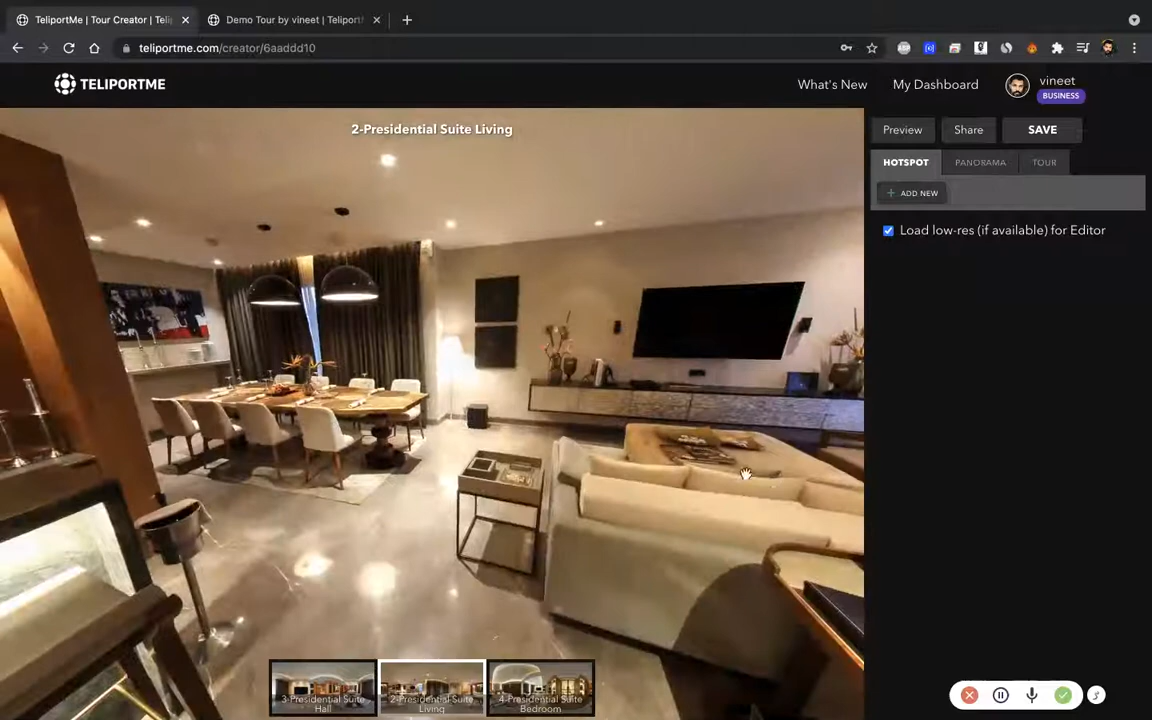 TeliportMe | Tour Creator | Teli
Demo Tour by vineet | Teliport
teliportme.com/creator/6aaddd10
TELIPORTME
What's New
My Dashboard
vineet
BUSINESS
2-Presidential Suite Living
Preview
Share
SAVE
HOTSPOT
PANORAMA
TOUR
+ ADD NEW
Load low-res (if available) for Editor
3-Presidential Suite
Hall
2-Presidential Suite
Living
4-Presidential Suite
Bedroom